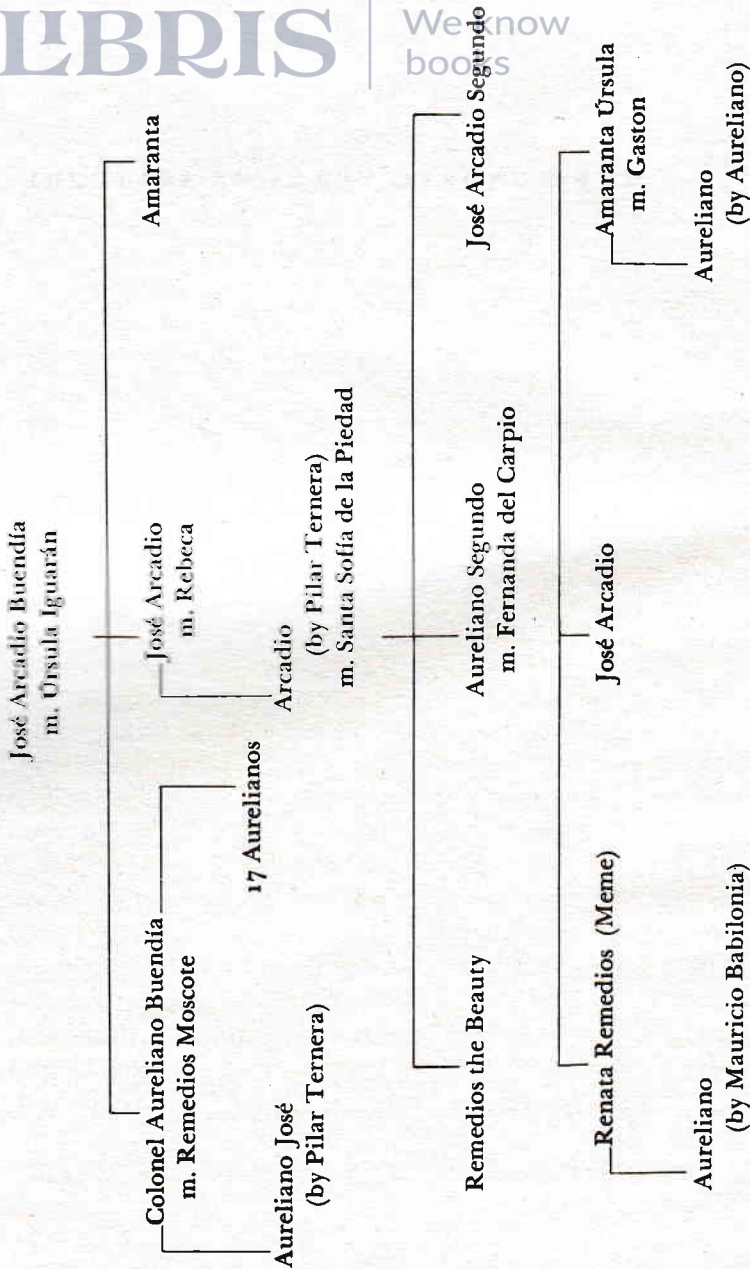 LIBRIS
We know
books
José Arcadio Buendía
m. Úrsula Iguarán
Colonel Aureliano Buendía
m. Remedios Moscote
José Arcadio
m. Rebeca
Amaranta
Aureliano José
(by Pilar Ternera)
17 Aurelianos
Arcadio
(by Pilar Ternera)
m. Santa Sofía de la Piedad
Remedios the Beauty
Aureliano Segundo
m. Fernanda del Carpio
José Arcadio Segundo
Renata Remedios (Meme)
José Arcadio
Amaranta Úrsula
m. Gaston
Aureliano
(by Mauricio Babilonia)
Aureliano
(by Aureliano)